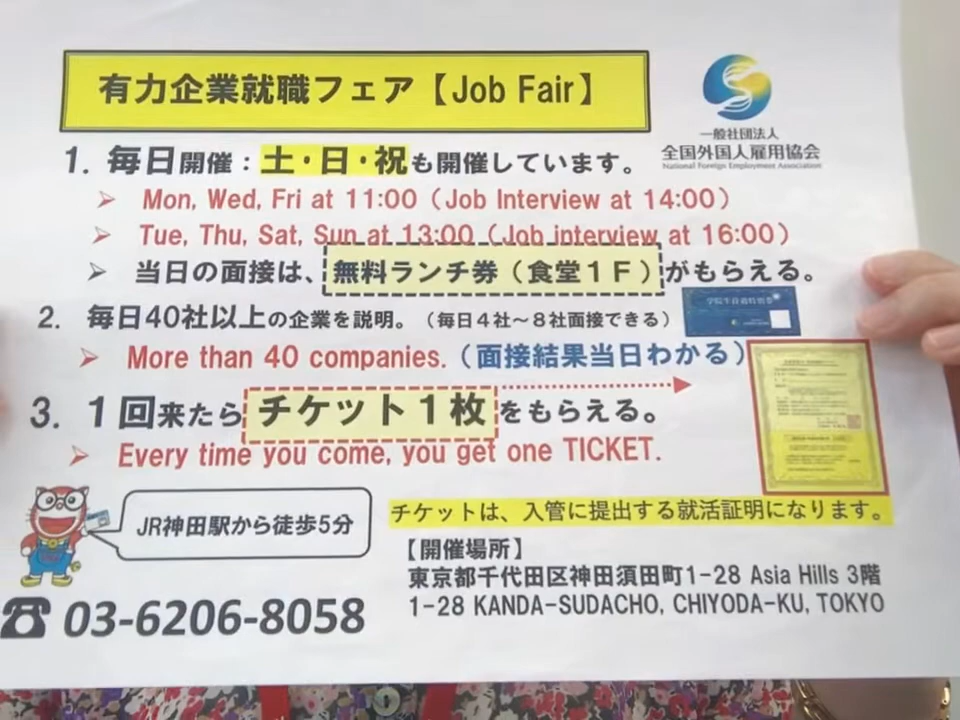 有力企業就職フェア【Job Fair】
一般社団法人
全国外国人雇用協会
National Foreign Employment Association
1. 毎日開催：土・日・祝も開催しています。
➢ Mon, Wed, Fri at 11:00（Job Interview at 14:00）
➢ Tue, Thu, Sat, Sun at 13:00（Job interview at 16:00）
➢ 当日の面接は、無料ランチ券（食堂1F）がもらえる。
2. 毎日40社以上の企業を説明。（毎日4社～8社面接できる）
➢ More than 40 companies.（面接結果当日わかる）
3. 1回来たらチケット1枚をもらえる。
➢ Every time you come, you get one TICKET.
JR神田駅から徒歩5分
チケットは、入管に提出する就活証明になります。
【開催場所】
東京都千代田区神田須田町1-28 Asia Hills 3階
1-28 KANDA-SUDACHO, CHIYODA-KU, TOKYO
☎ 03-6206-8058